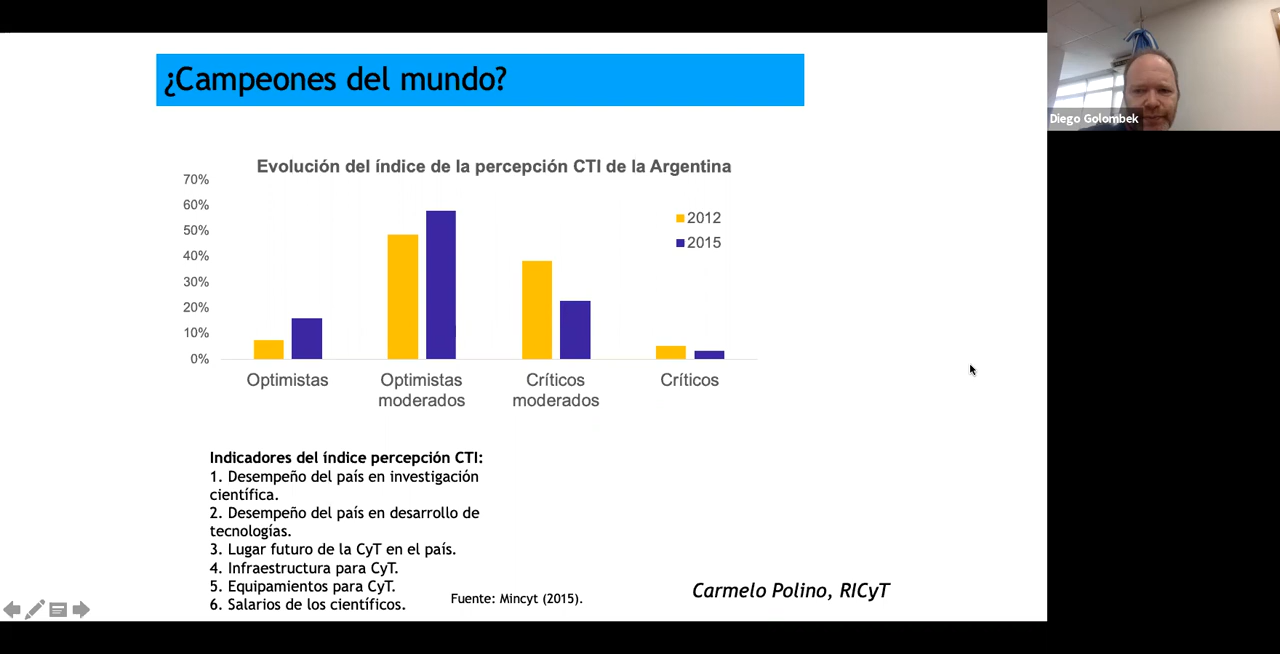 ¿Campeones del mundo?
Diego Golombek
Evolución del índice de la percepción CTI de la Argentina
70%
60%
50%
40%
30%
20%
10%
0%
2012
2015
Optimistas
Optimistas
moderados
Críticos
moderados
Críticos
Indicadores del índice percepción CTI:
1. Desempeño del país en investigación
científica.
2. Desempeño del país en desarrollo de
tecnologías.
3. Lugar futuro de la CyT en el país.
4. Infraestructura para CyT.
5. Equipamientos para CyT.
6. Salarios de los científicos.
Fuente: Mincyt (2015).
Carmelo Polino, RICyT